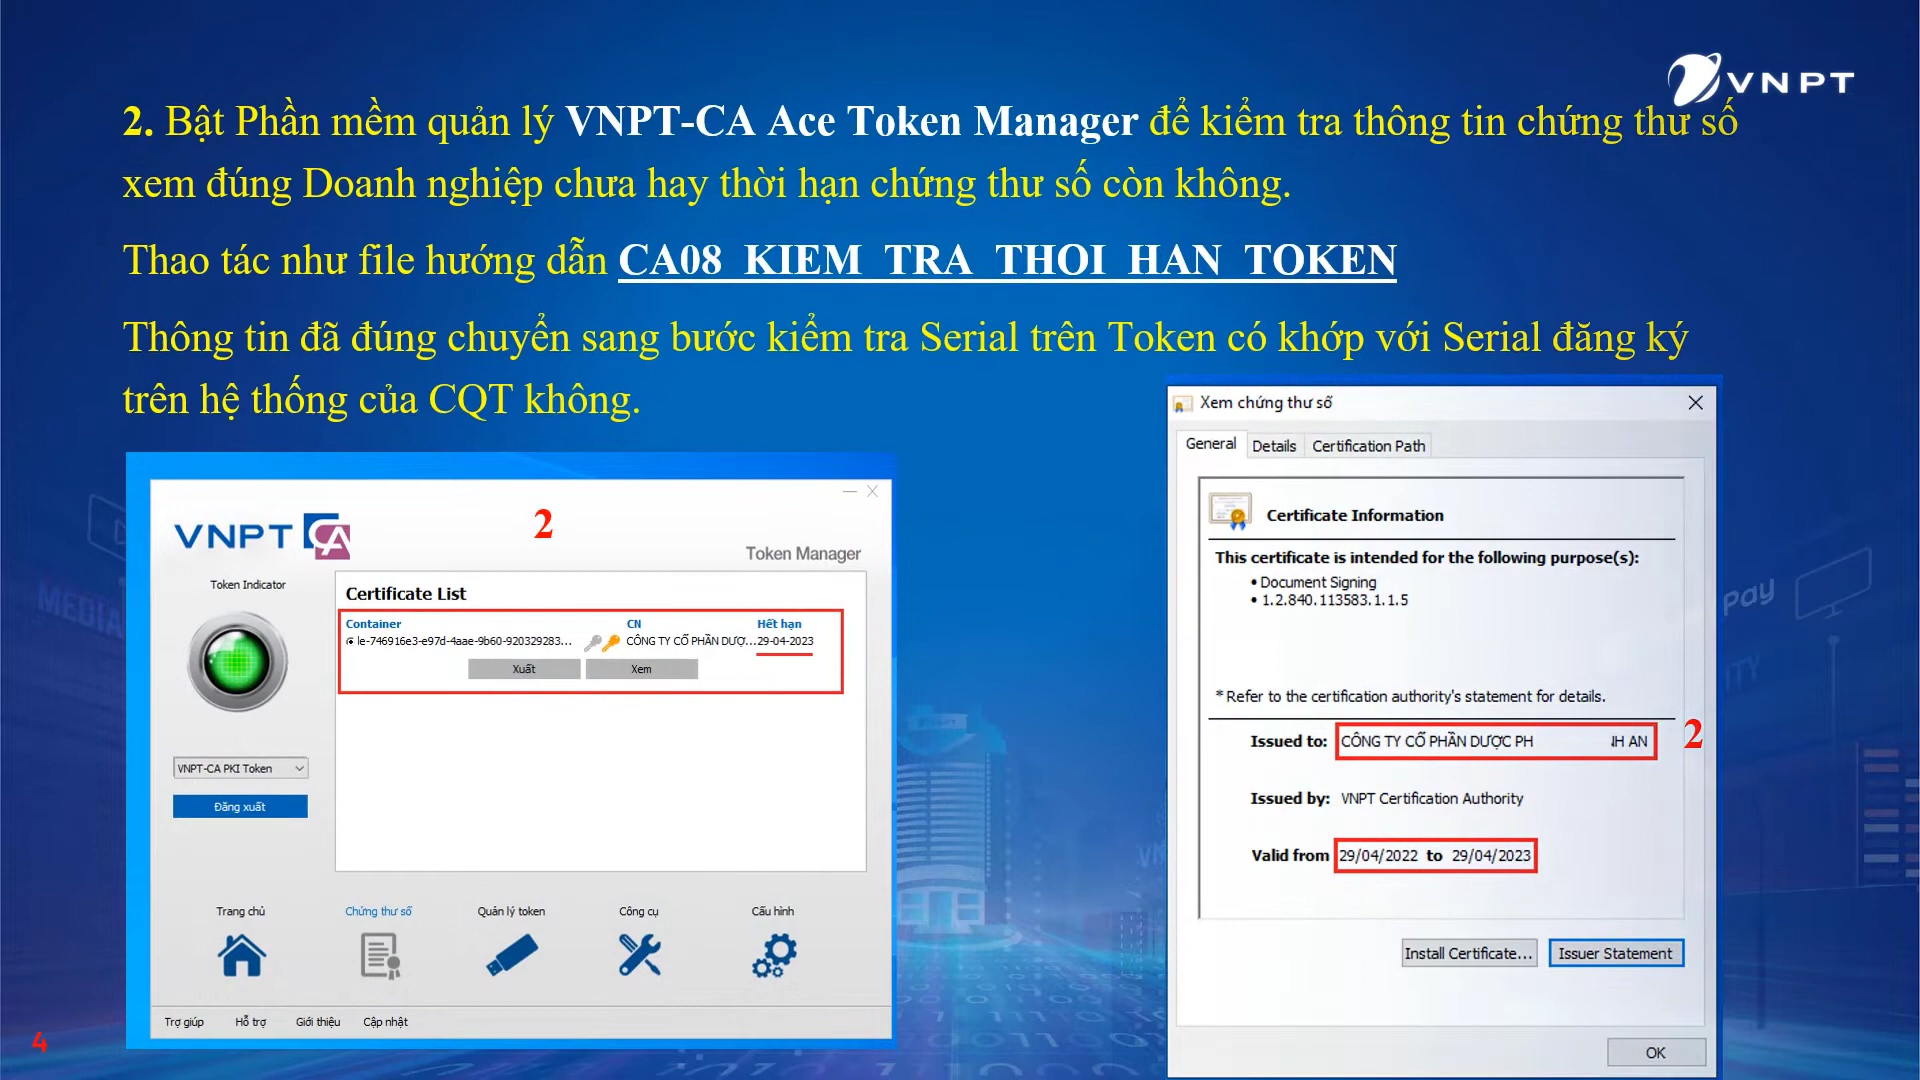 VNPT
2. Bật Phần mềm quản lý VNPT-CA Ace Token Manager để kiểm tra thông tin chứng thư số
xem đúng Doanh nghiệp chưa hay thời hạn chứng thư số còn không.
Thao tác như file hướng dẫn CA08_KIEM_TRA_THOI_HAN_TOKEN
Thông tin đã đúng chuyển sang bước kiểm tra Serial trên Token có khớp với Serial đăng ký
trên hệ thống của CQT không.
VNPT CA
2
Token Manager
Token Indicator
Certificate List
Container CN Hết hạn
le-746916e3-e97d-4aae-9b60-920329283... CÔNG TY CỔ PHẦN DƯỢ... 29-04-2023
Xuất Xem
VNPT-CA PKI Token
Đăng xuất
Trang chủ Chứng thư số Quản lý token Công cụ Cấu hình
Trợ giúp Hỗ trợ Giới thiệu Cập nhật
Xem chứng thư số
General Details Certification Path
Certificate Information
This certificate is intended for the following purpose(s):
• Document Signing
• 1.2.840.113583.1.1.5
* Refer to the certification authority's statement for details.
Issued to: CÔNG TY CỔ PHẦN DƯỢC PH NH AN
2
Issued by: VNPT Certification Authority
Valid from 29/04/2022 to 29/04/2023
Install Certificate... Issuer Statement
OK
MEDIA
pay
4